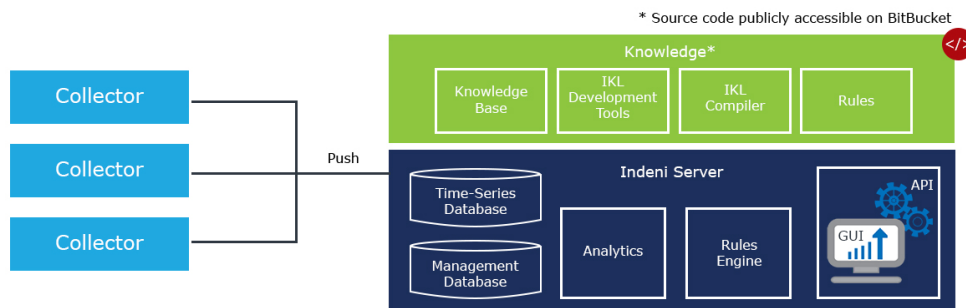 * Source code publicly accessible on BitBucket
</>
Knowledge*
Collector
Knowledge
Base
IKL
Development
Tools
IKL
Compiler
Rules
Push
Collector
Indeni Server
Time-Series
Database
API
Collector
Management
Database
Analytics
Rules
Engine
GUI